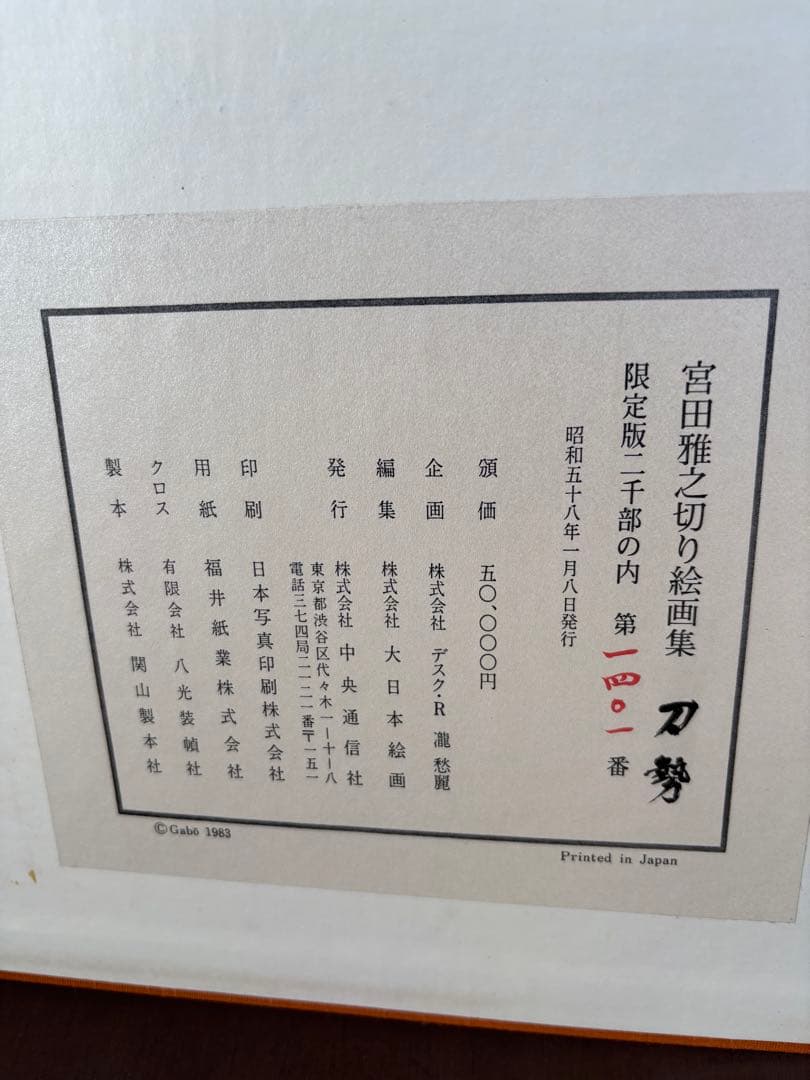 宮田雅之切り絵画集 刀勢
限定版二千部の内 第一四〇一番
昭和五十八年一月八日発行
頒価 五〇、〇〇〇円
企画 株式会社 デスク・R 瀧愁麗
編集 株式会社 大日本絵画
発行 株式会社 中央通信社
東京都渋谷区代々木一ー十ー八
電話三七四局二一二一番〒一五一
印刷 日本写真印刷株式会社
用紙 福井紙業株式会社
クロス 有限会社 八光装幀社
製本 株式会社 関山製本社
©Gabō 1983
Printed in Japan